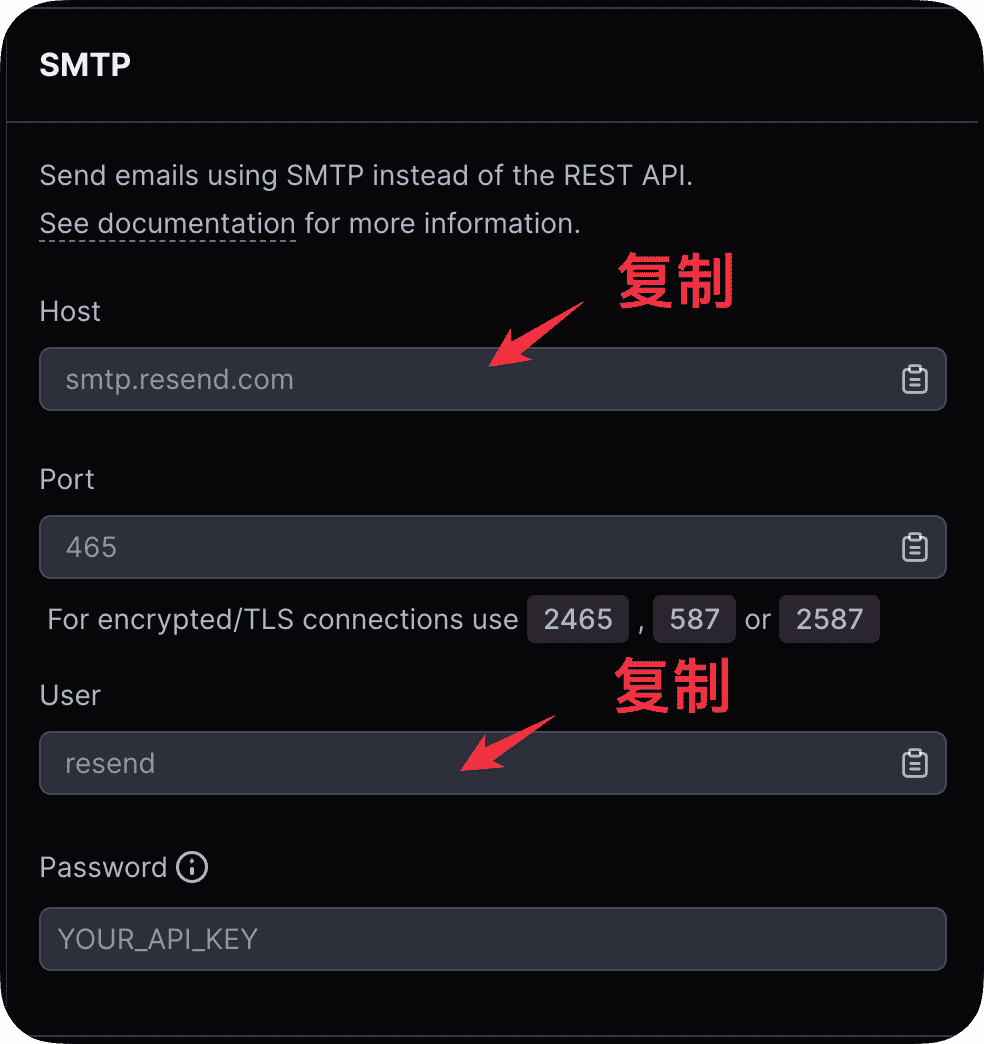 SMTP
Send emails using SMTP instead of the REST API.
See documentation for more information.
复制
Host
smtp.resend.com
Port
465
For encrypted/TLS connections use 2465 , 587 or 2587
复制
User
resend
Password
YOUR_API_KEY